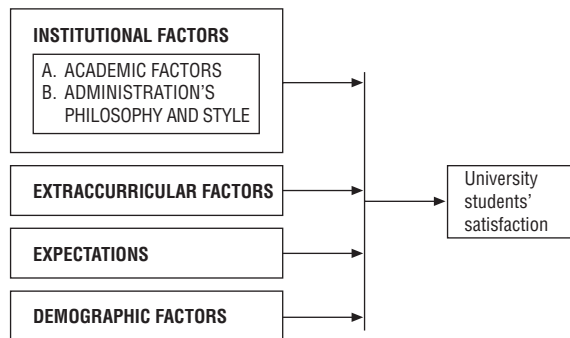 INSTITUTIONAL FACTORS
A. ACADEMIC FACTORS
B. ADMINISTRATION'S
PHILOSOPHY AND STYLE
EXTRACCURRICULAR FACTORS
EXPECTATIONS
DEMOGRAPHIC FACTORS
University
students'
satisfaction